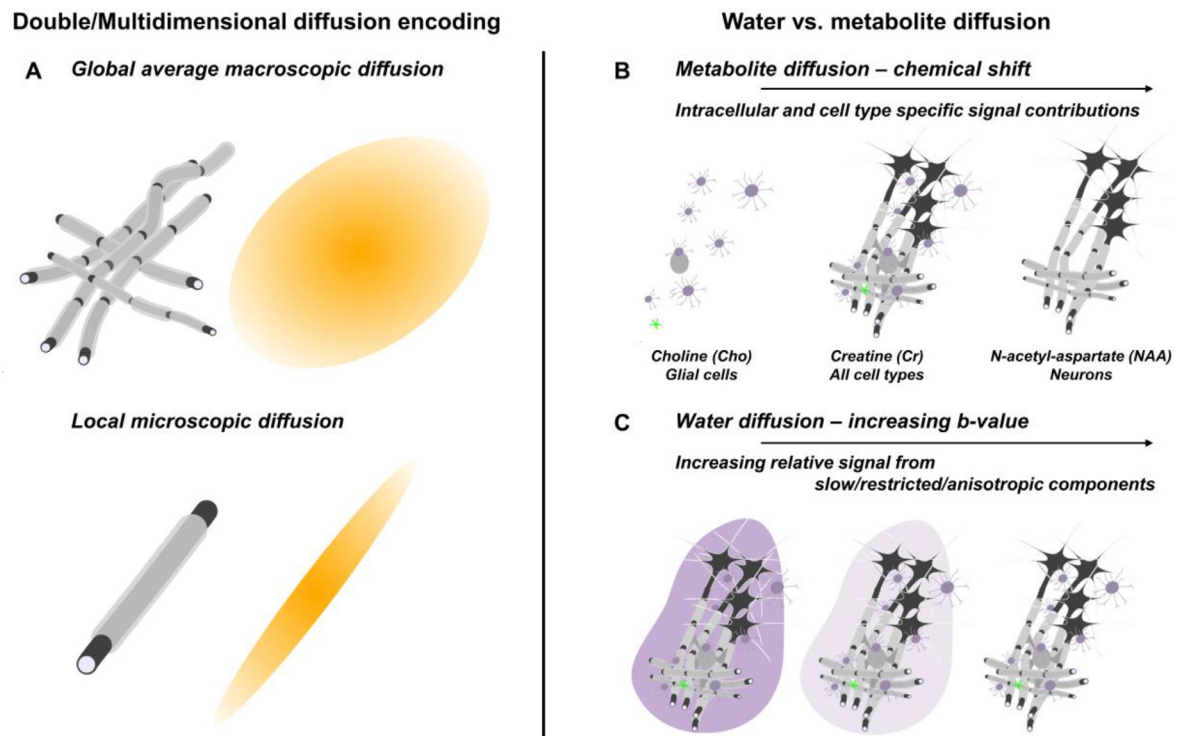 Double/Multidimensional diffusion encoding
A Global average macroscopic diffusion
Local microscopic diffusion
Water vs. metabolite diffusion
B Metabolite diffusion – chemical shift
Intracellular and cell type specific signal contributions
Choline (Cho)
Glial cells
Creatine (Cr)
All cell types
N-acetyl-aspartate (NAA)
Neurons
C Water diffusion – increasing b-value
Increasing relative signal from
slow/restricted/anisotropic components